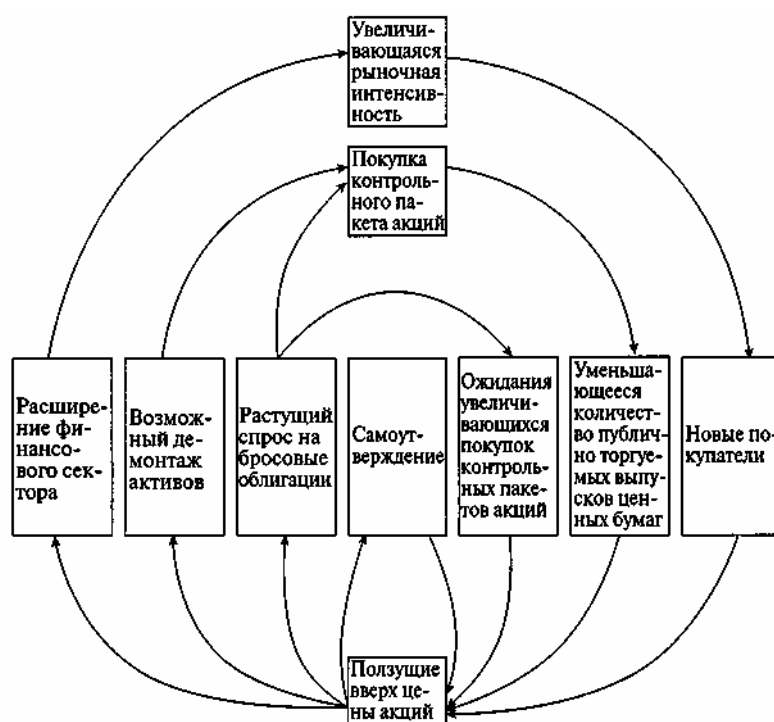 Увеличи-
вающаяся
рыночная
интенсив-
ность
Покупка
контроль-
ного па-
кета акций
Расшире-
ние фи-
нансово-
го сек-
тора
Возмож-
ный де-
монтаж
активов
Растущий
спрос на
бросовые
облигации
Самоут-
верждение
Ожидания
увеличи-
вающихся
покупок
контроль-
ных паке-
тов акций
Уменьша-
ющееся
количест-
во публич-
но торгуе-
мых выпу-
сков цен-
ных бумаг
Новые по-
купатели
Ползущие
вверх це-
ны акций